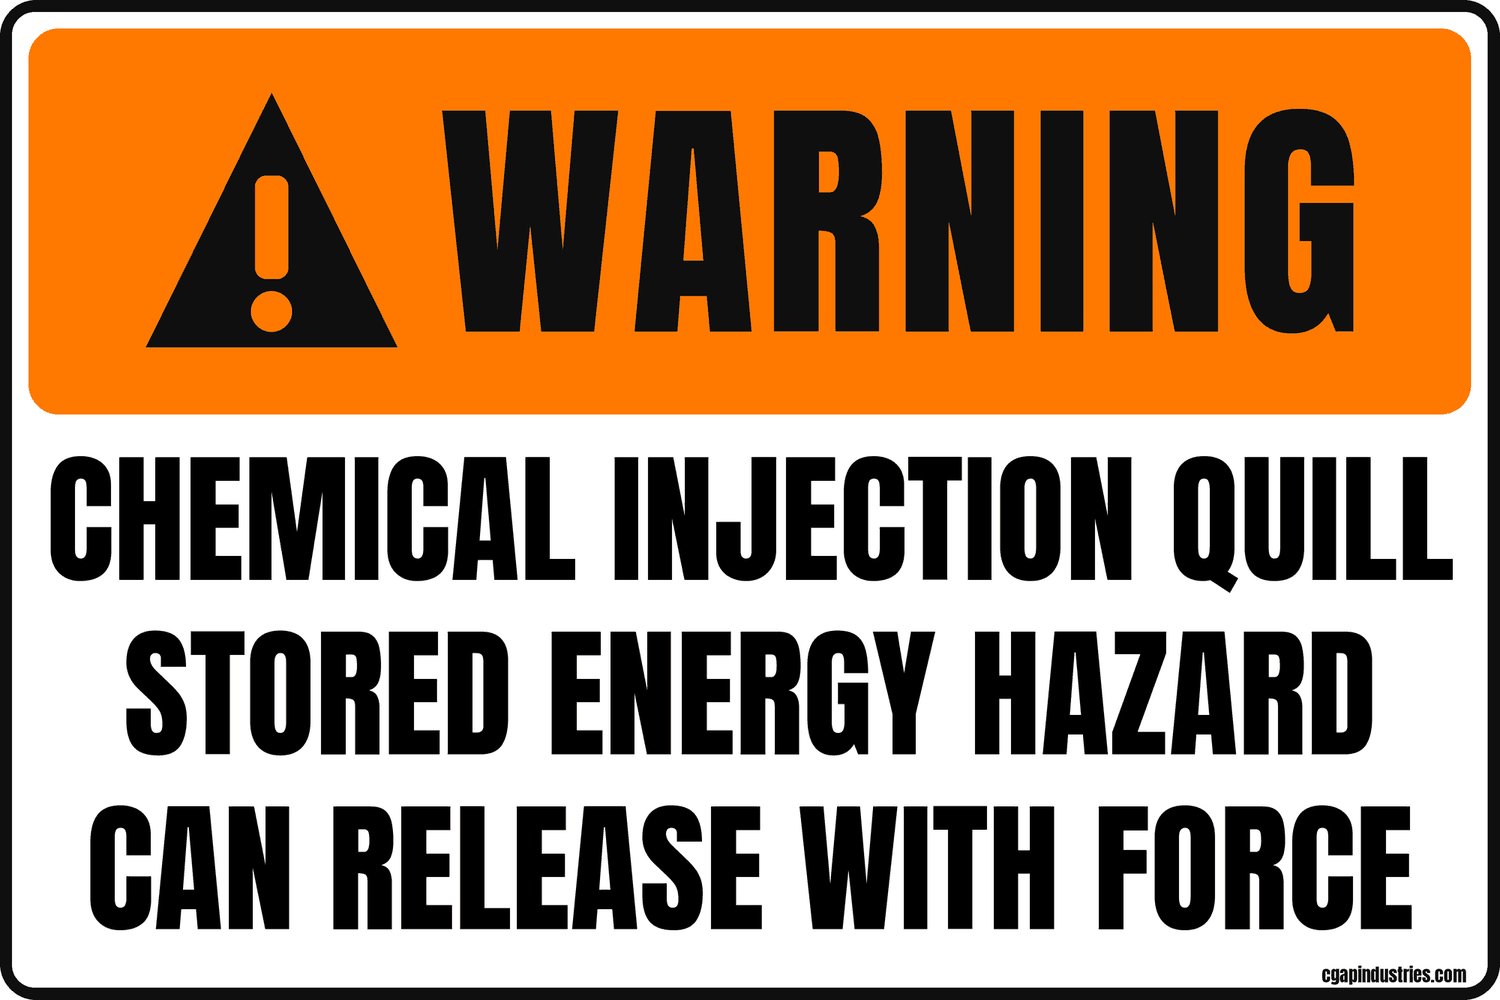 WARNING
CHEMICAL INJECTION QUILL
STORED ENERGY HAZARD
CAN RELEASE WITH FORCE
cgapindustries.com